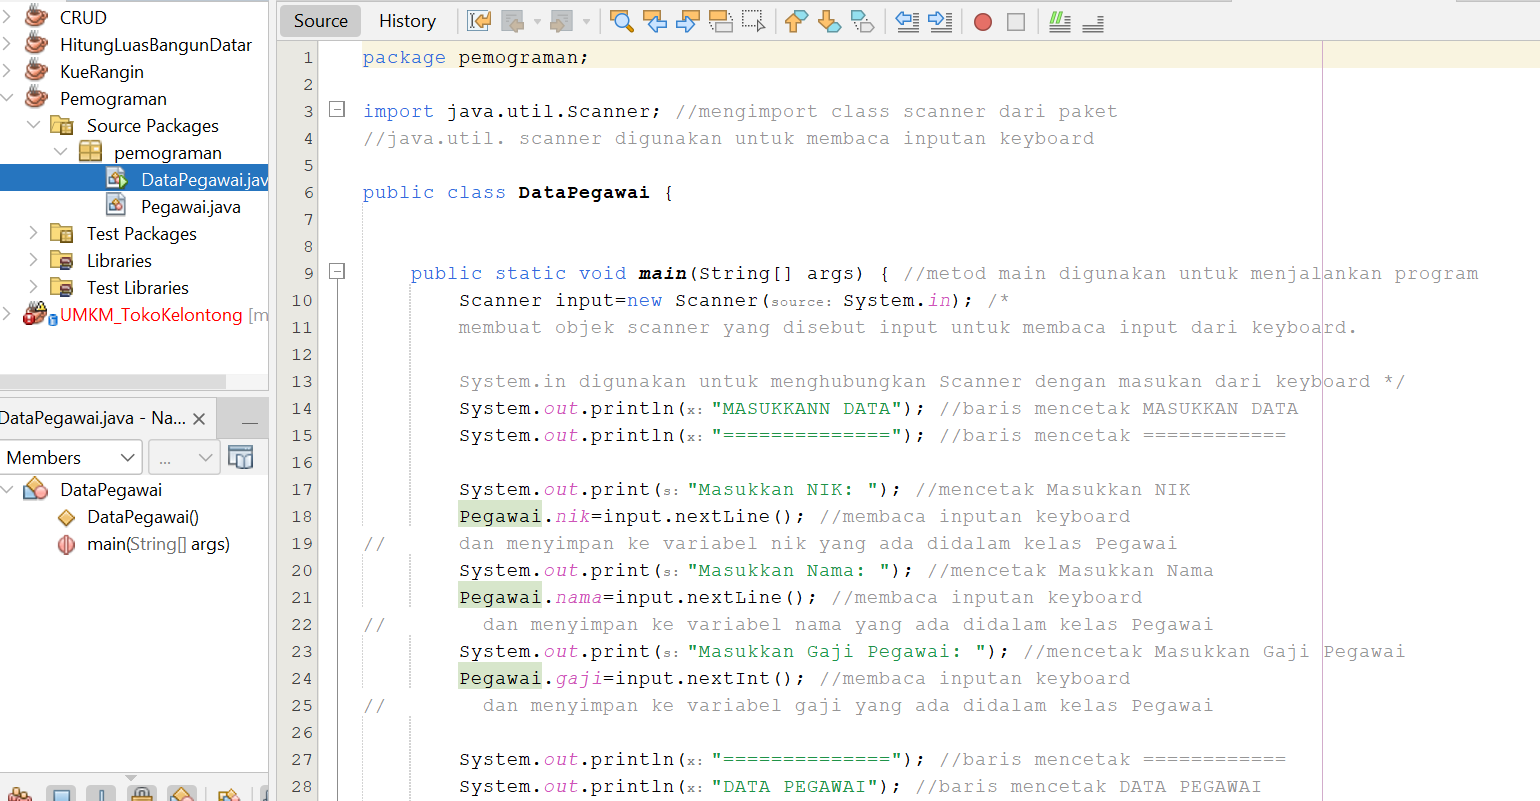 CRUD
HitungLuasBangunDatar
KueRangin
Pemograman
Source Packages
pemograman
DataPegawai.jav
Pegawai.java
Test Packages
Libraries
Test Libraries
UMKM_TokoKelontong [m
DataPegawai.java - Na...
Members
...
DataPegawai
DataPegawai()
main(String[] args)
Source History
1 package pemograman;
2
3 import java.util.Scanner; //mengimport class scanner dari paket
4 //java.util. scanner digunakan untuk membaca inputan keyboard
5
6 public class DataPegawai {
7
8
9 public static void main(String[] args) { //metod main digunakan untuk menjalankan program
10 Scanner input=new Scanner(source: System.in); /*
11 membuat objek scanner yang disebut input untuk membaca input dari keyboard.
12
13 System.in digunakan untuk menghubungkan Scanner dengan masukan dari keyboard */
14 System.out.println(x: "MASUKKANN DATA"); //baris mencetak MASUKKAN DATA
15 System.out.println(x: "=============="); //baris mencetak ============
16
17 System.out.print(s: "Masukkan NIK: "); //mencetak Masukkan NIK
18 Pegawai.nik=input.nextLine(); //membaca inputan keyboard
19 // dan menyimpan ke variabel nik yang ada didalam kelas Pegawai
20 System.out.print(s: "Masukkan Nama: "); //mencetak Masukkan Nama
21 Pegawai.nama=input.nextLine(); //membaca inputan keyboard
22 // dan menyimpan ke variabel nama yang ada didalam kelas Pegawai
23 System.out.print(s: "Masukkan Gaji Pegawai: "); //mencetak Masukkan Gaji Pegawai
24 Pegawai.gaji=input.nextInt(); //membaca inputan keyboard
25 // dan menyimpan ke variabel gaji yang ada didalam kelas Pegawai
26
27 System.out.println(x: "=============="); //baris mencetak ============
28 System.out.println(x: "DATA PEGAWAI"); //baris mencetak DATA PEGAWAI